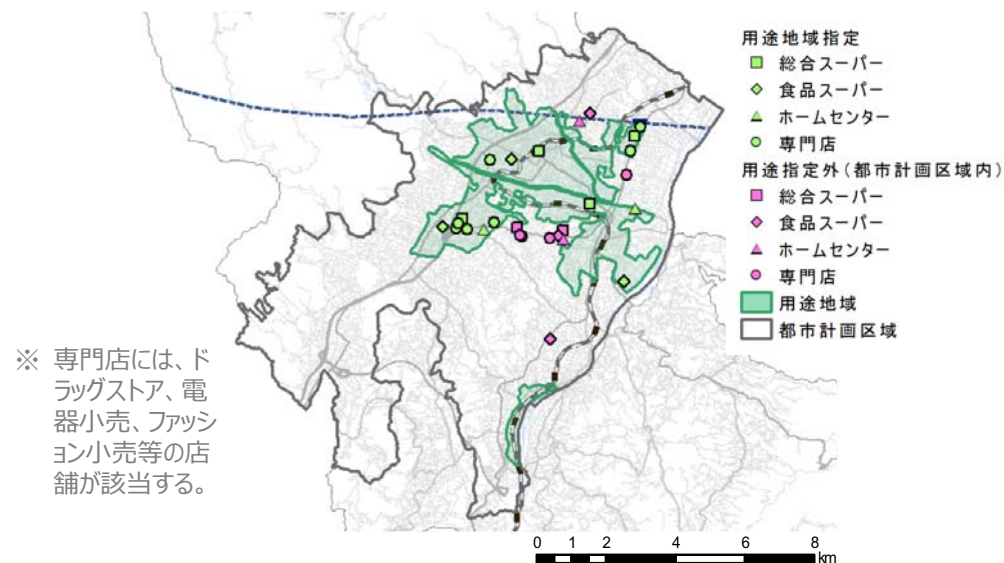 用途地域指定
総合スーパー
食品スーパー
ホームセンター
専門店
用途指定外(都市計画区域内)
総合スーパー
食品スーパー
ホームセンター
専門店
用途地域
都市計画区域
※ 専門店には、ド
ラッグストア、電
器小売、ファッシ
ョン小売等の店
舗が該当する。
0 1 2 4 6 8
km